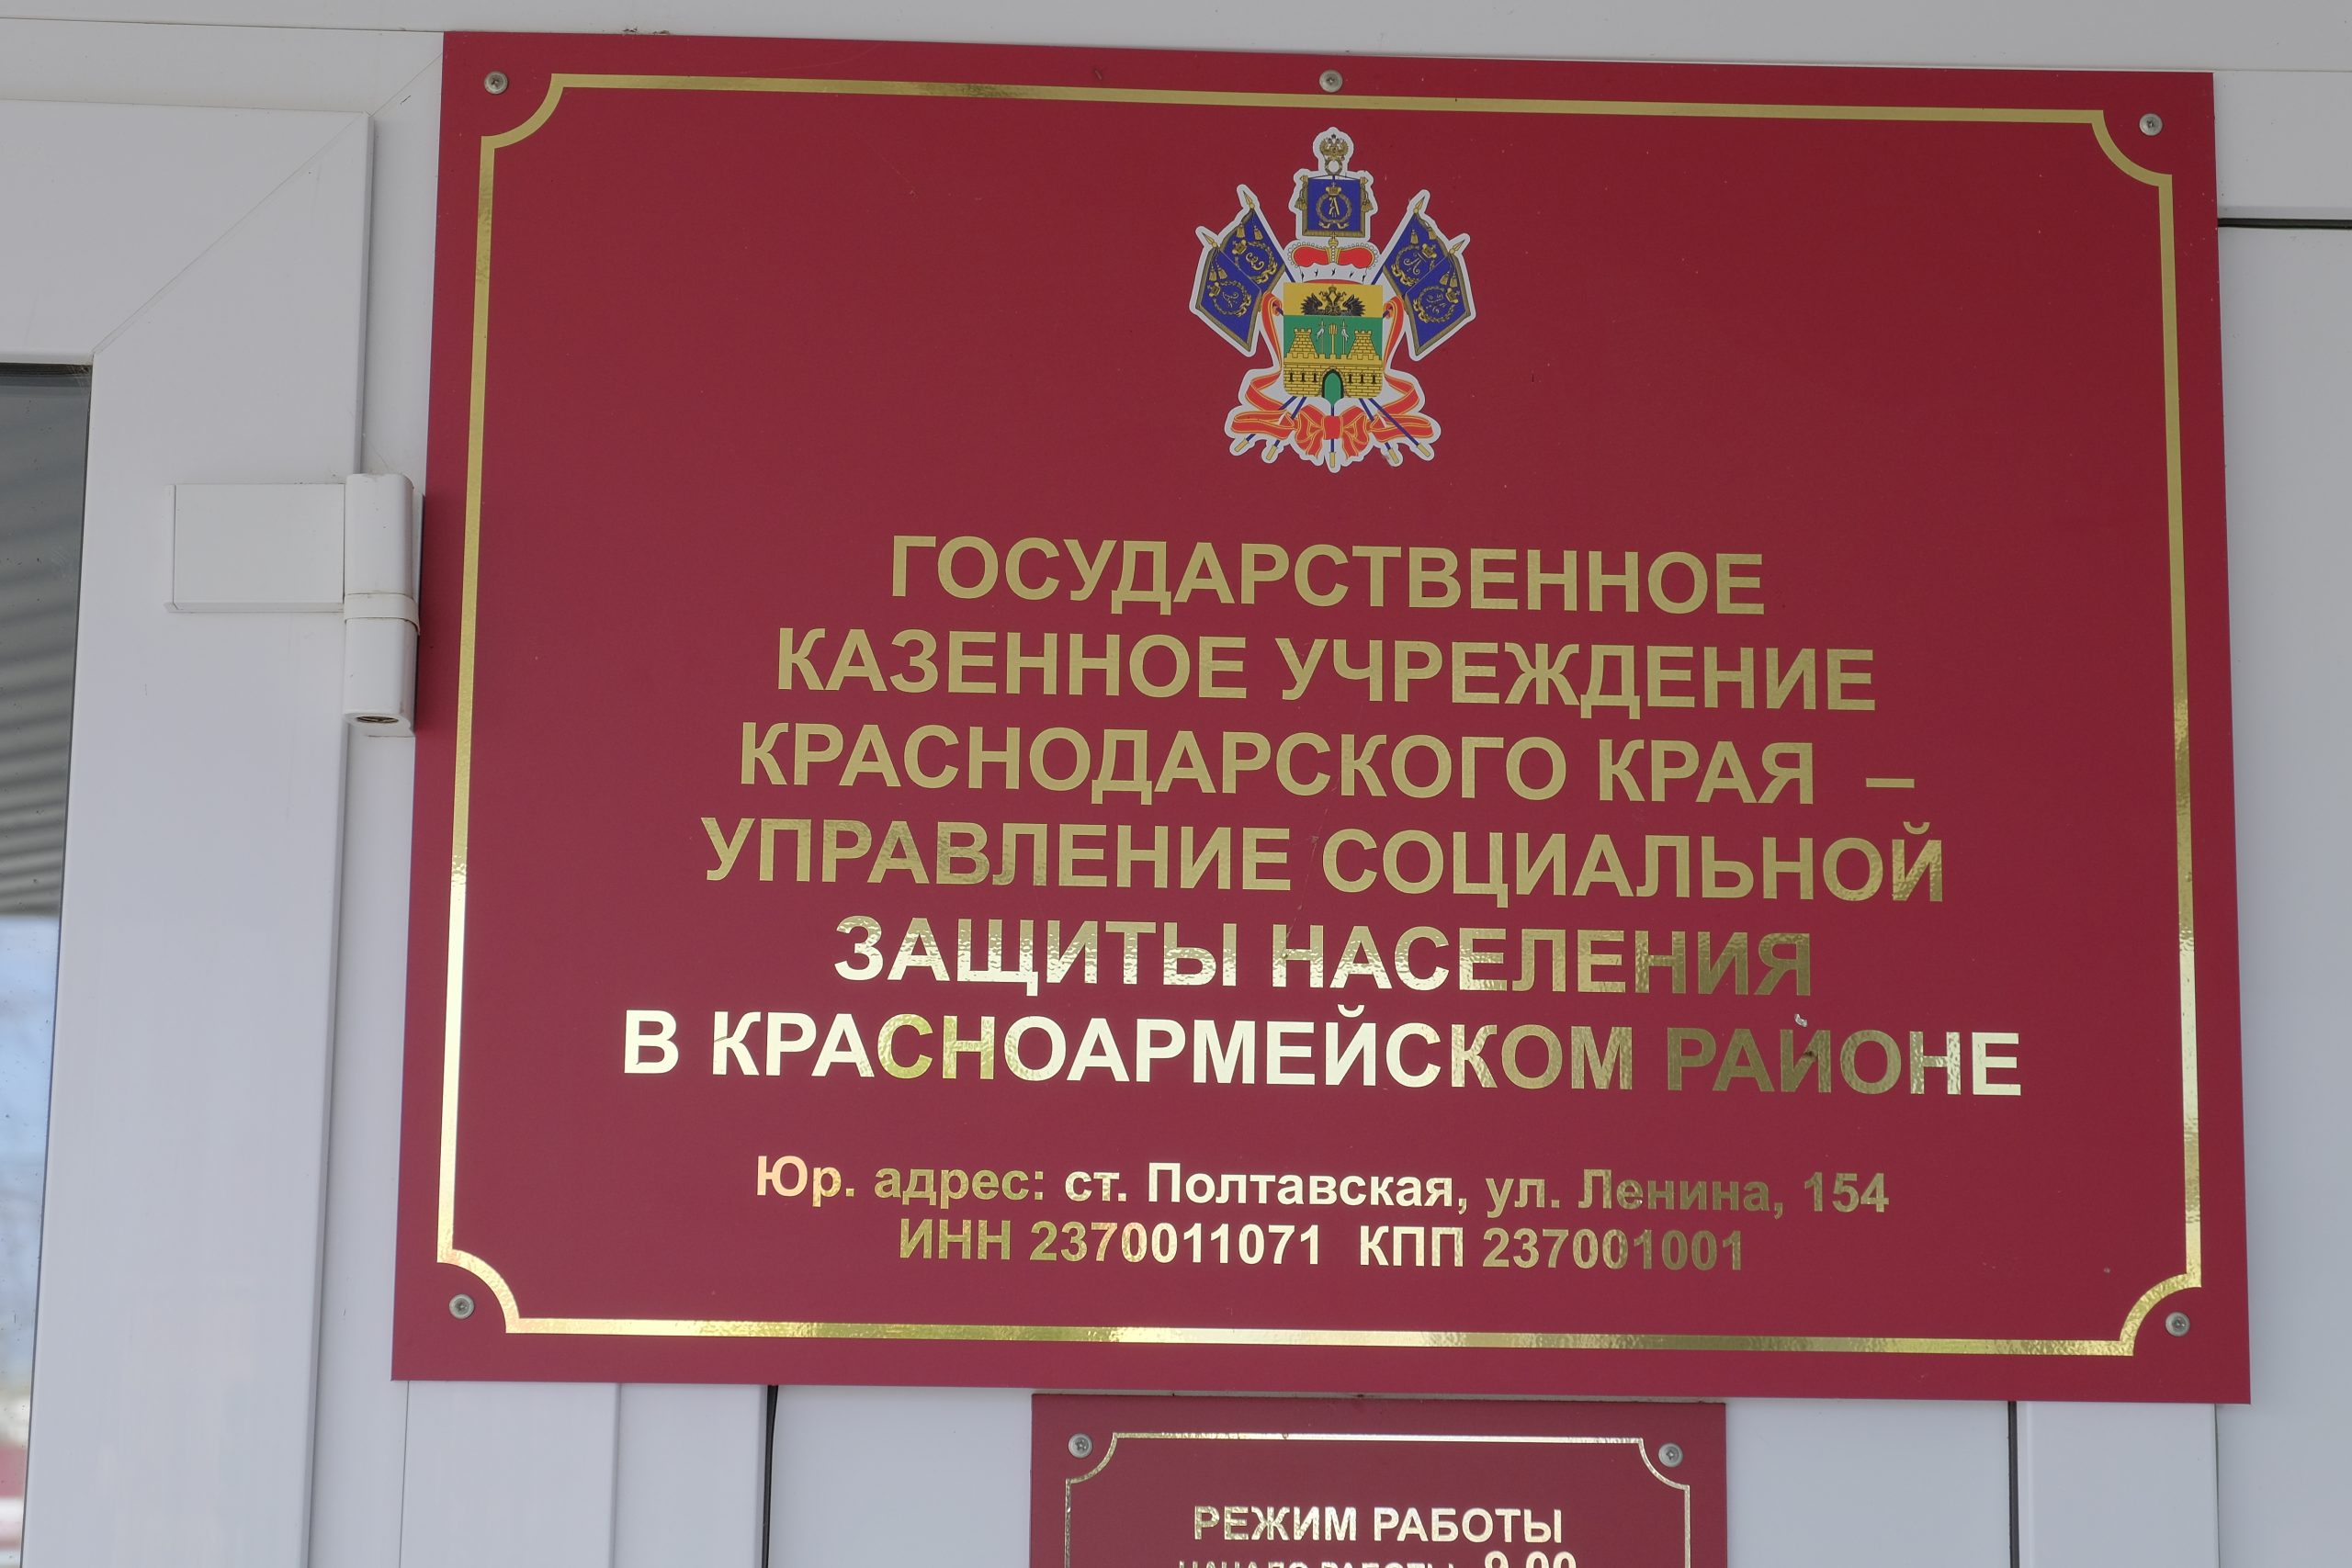 ГОСУДАРСТВЕННОЕ
КАЗЕННОЕ УЧРЕЖДЕНИЕ
КРАСНОДАРСКОГО КРАЯ –
УПРАВЛЕНИЕ СОЦИАЛЬНОЙ
ЗАЩИТЫ НАСЕЛЕНИЯ
В КРАСНОАРМЕЙСКОМ РАЙОНЕ
Юр. адрес: ст. Полтавская, ул. Ленина, 154
ИНН 2370011071 КПП 237001001
РЕЖИМ РАБОТЫ